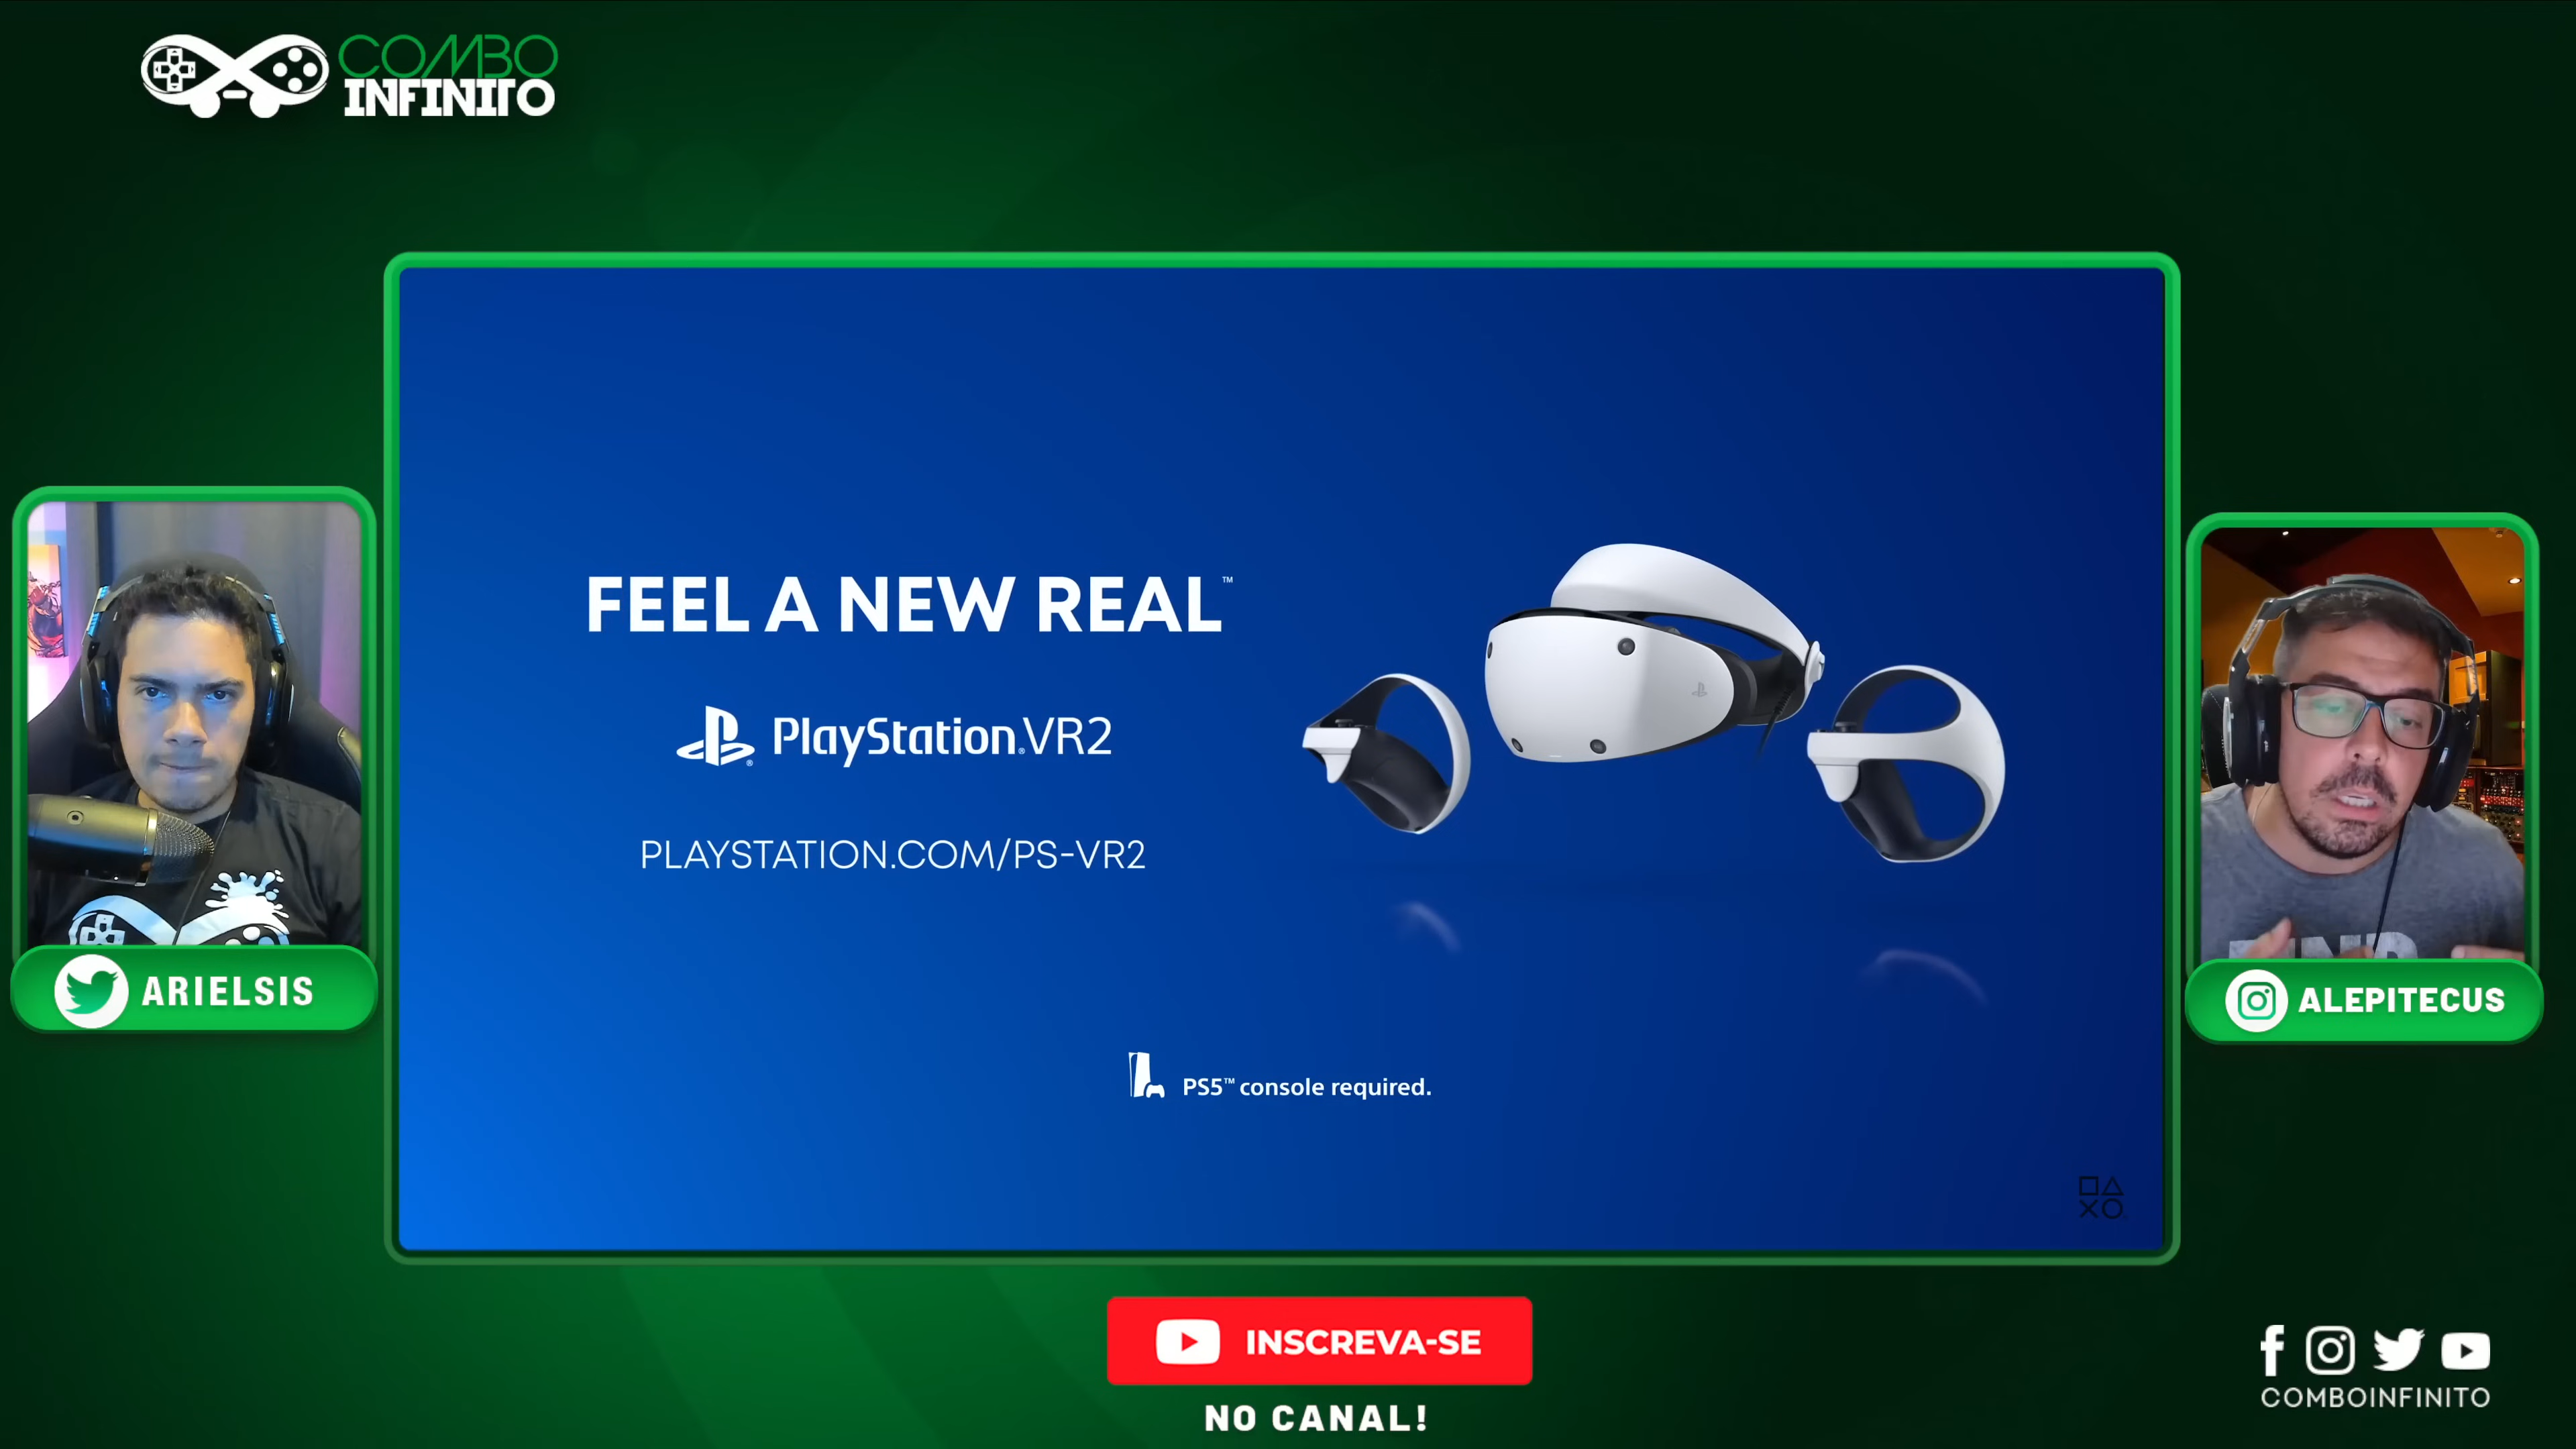 COMBO
INFINITO
FEEL A NEW REAL™
PlayStation®VR2
PLAYSTATION.COM/PS-VR2
PS5™ console required.
ARIELSIS
ALEPITECUS
INSCREVA-SE
NO CANAL!
COMBOINFINITO